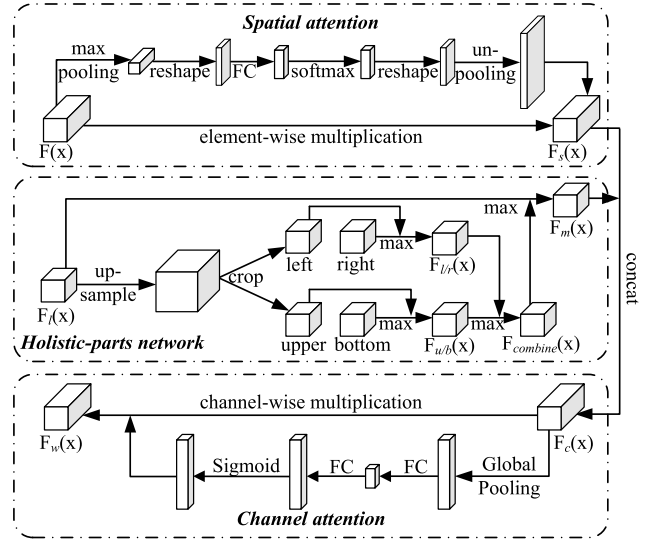 Spatial attention
max
pooling
reshape
FC
softmax
reshape
un-
pooling
F(x)
element-wise multiplication
Fs(x)
max
Fm(x)
concat
up-
sample
crop
left
right
max
Fl/r(x)
Fl(x)
upper
bottom
max
Fu/b(x)
max
Fcombine(x)
Holistic-parts network
channel-wise multiplication
Fw(x)
Fc(x)
Sigmoid
FC
FC
Global
Pooling
Channel attention